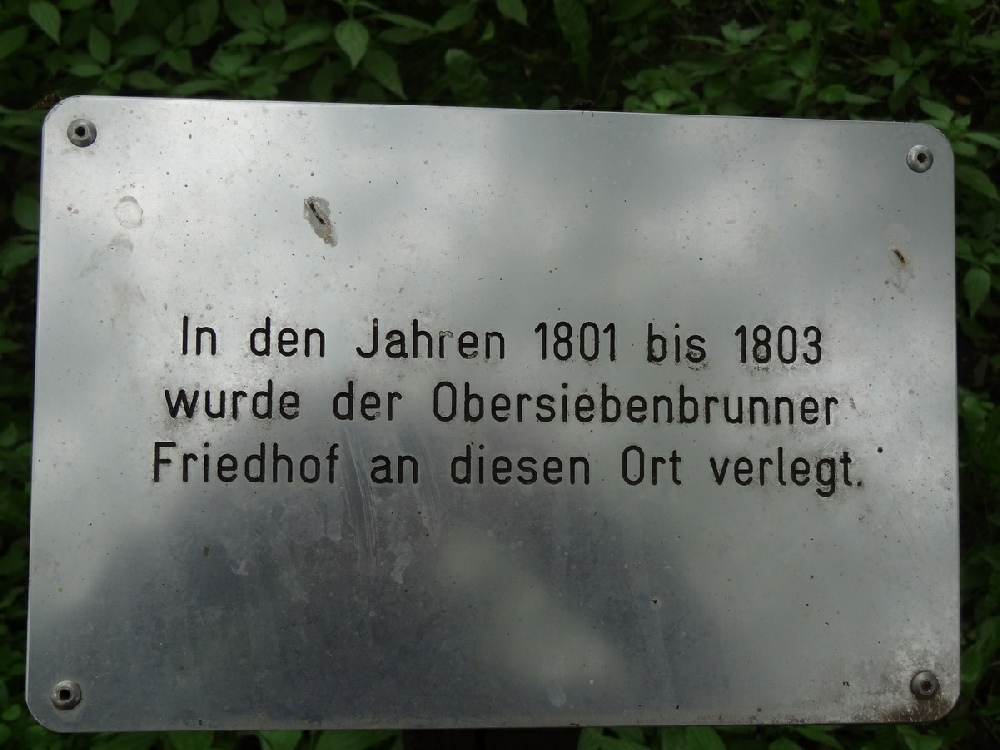 In den Jahren 1801 bis 1803
wurde der Obersiebenbrunner
Friedhof an diesen Ort verlegt.